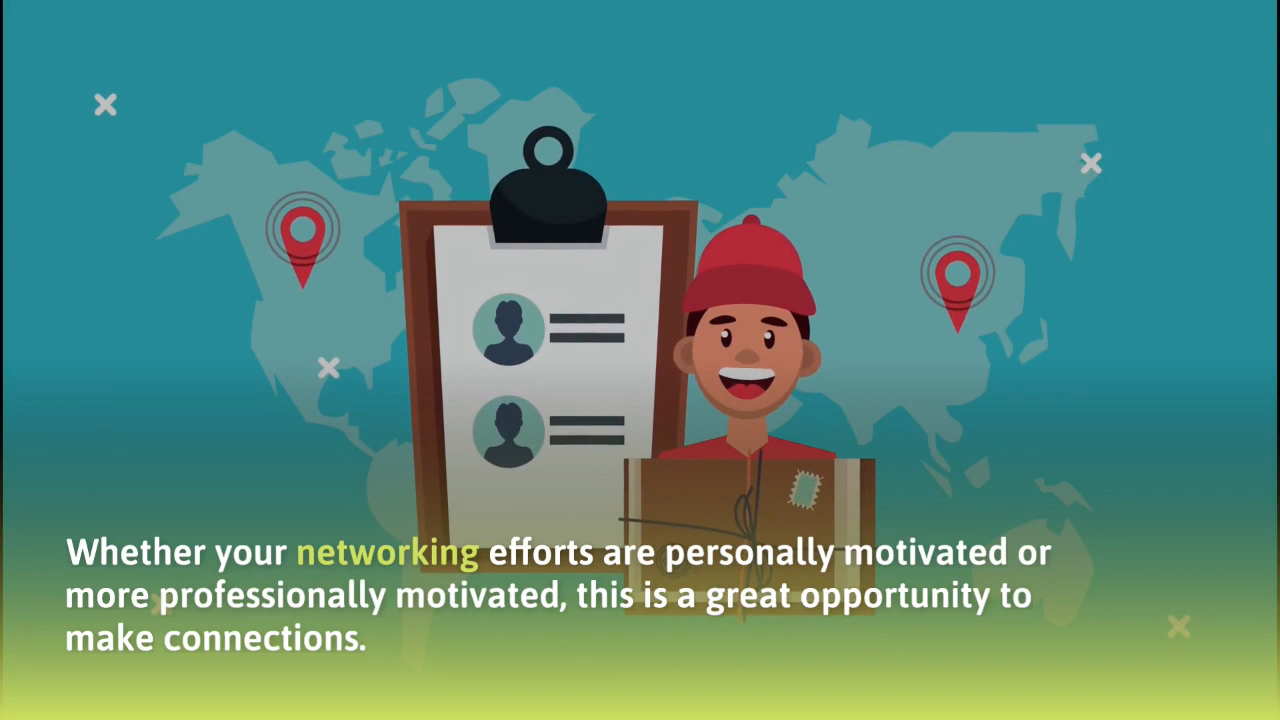 Whether your networking efforts are personally motivated or
more professionally motivated, this is a great opportunity to
make connections.